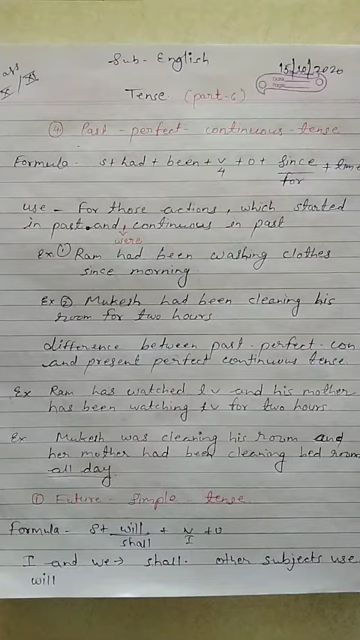 Sub - English
15/10/2020
X / XI
Tense (part-6)
④ Past - perfect - continuous - tense
Formula - S + had + been + V/4 + O + Since/for + time
use - For those actions, which started
in past and, continuous in past
were
Ex ① Ram had been washing clothes
since morning
Ex ② Mukesh had been cleaning his
room for two hours
difference between past-perfect-con
and present perfect continuous tense
Ex Ram has watched TV and his mother
has been watching TV for two hours
Ex Mukesh was cleaning his room and
her mother had been cleaning bed room
all day
① Future - Simple - tense
Formula - S + will/shall + V/I + O
I and we → shall. other subjects use
will